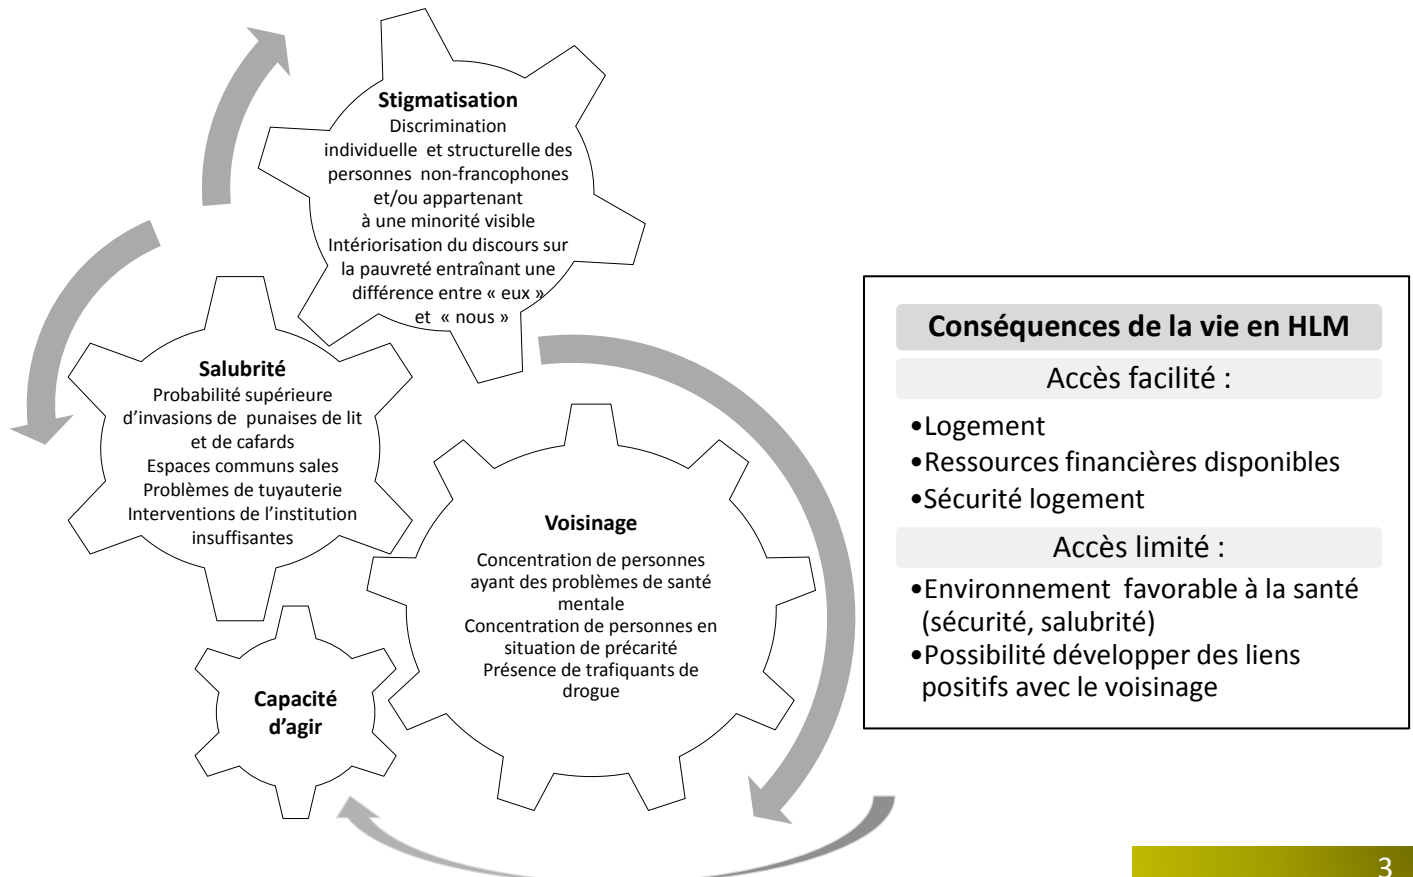 Stigmatisation
Discrimination
individuelle et structurelle des
personnes non-francophones
et/ou appartenant
à une minorité visible
Intériorisation du discours sur
la pauvreté entraînant une
différence entre « eux »
et « nous »
Salubrité
Probabilité supérieure
d’invasions de punaises de lit
et de cafards
Espaces communs sales
Problèmes de tuyauterie
Interventions de l’institution
insuffisantes
Voisinage
Concentration de personnes
ayant des problèmes de santé
mentale
Concentration de personnes en
situation de précarité
Présence de trafiquants de
drogue
Capacité
d’agir
Conséquences de la vie en HLM
Accès facilité :
•Logement
•Ressources financières disponibles
•Sécurité logement
Accès limité :
•Environnement favorable à la santé
(sécurité, salubrité)
•Possibilité développer des liens
positifs avec le voisinage
3